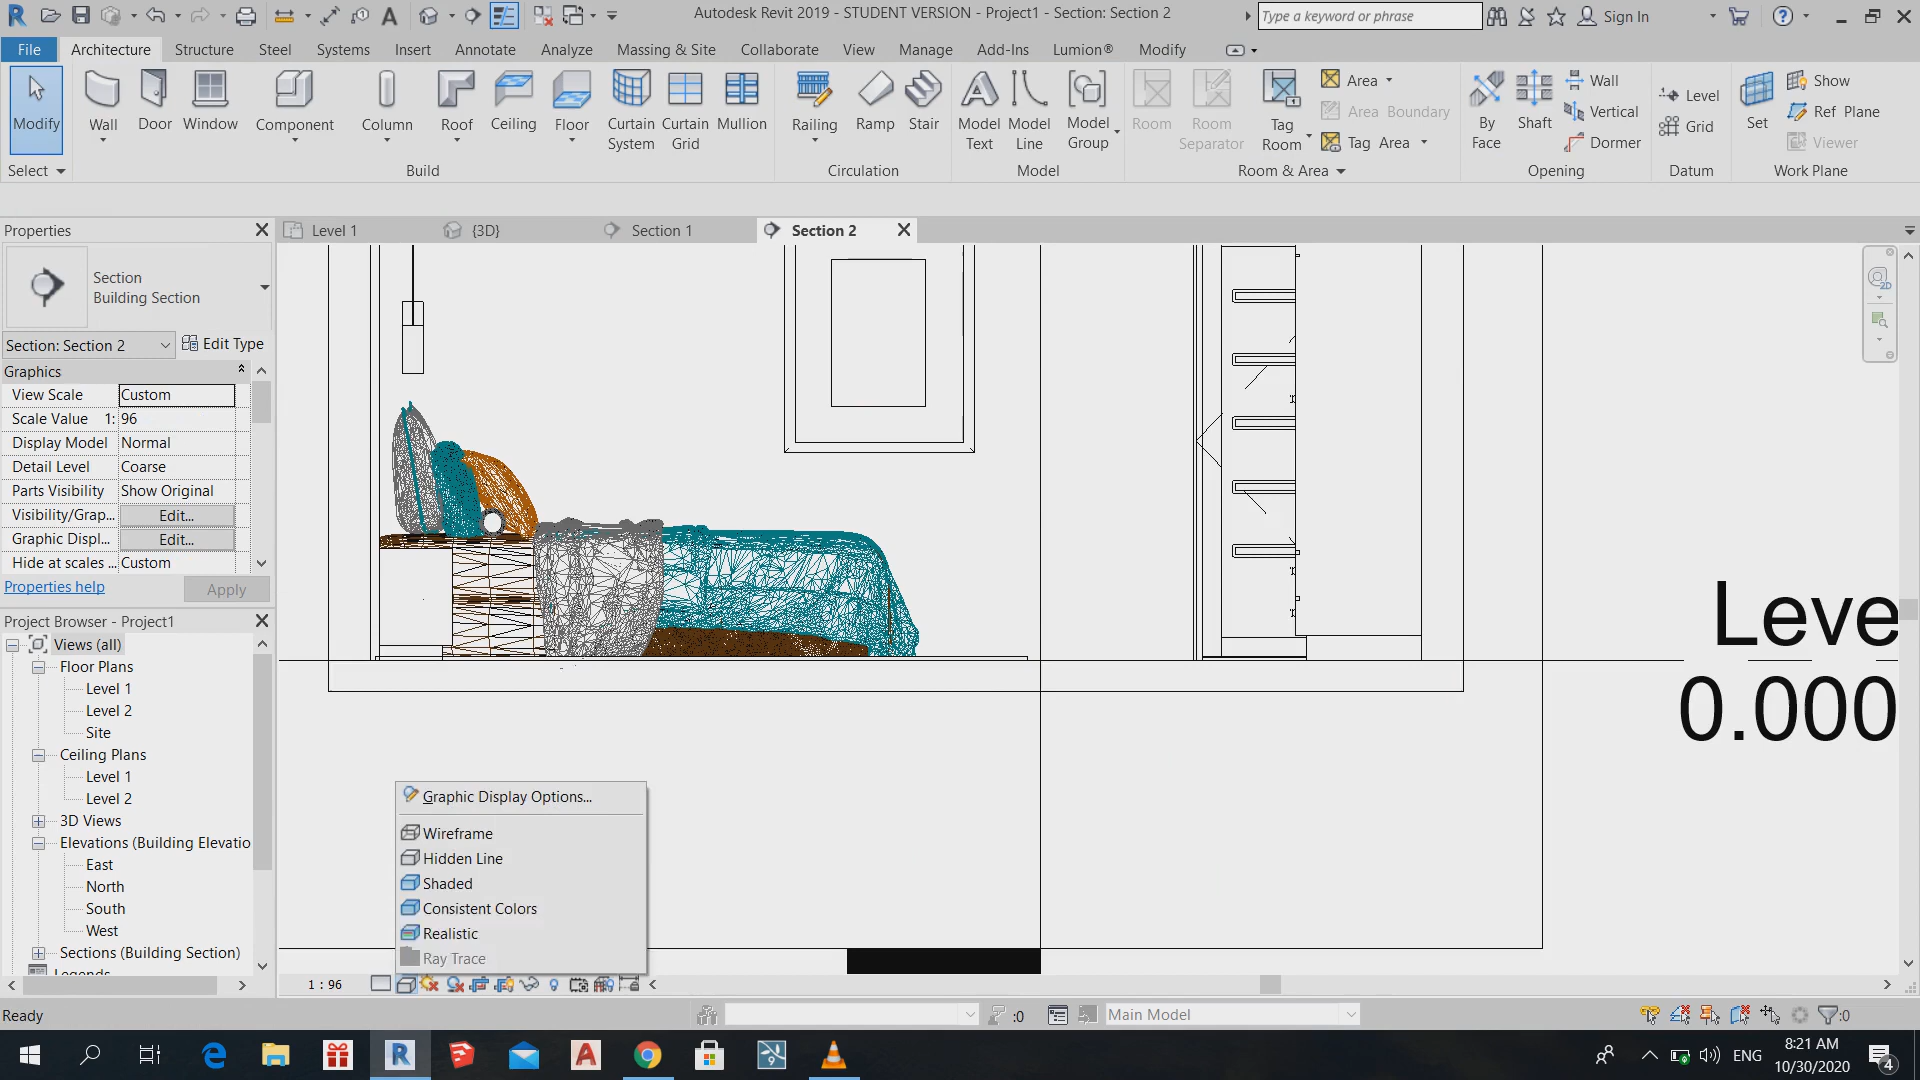 Autodesk Revit 2019 - STUDENT VERSION - Project1 - Section: Section 2
Type a keyword or phrase
Sign In
File Architecture Structure Steel Systems Insert Annotate Analyze Massing & Site Collaborate View Manage Add-Ins Lumion® Modify
Modify
Wall
Door
Window
Component
Column
Roof
Ceiling
Floor
Curtain System
Curtain Grid
Mullion
Railing
Ramp
Stair
Model Text
Model Line
Model Group
Room
Room Separator
Tag Room
Area
Area Boundary
Tag Area
By Face
Shaft
Wall
Vertical
Dormer
Level
Grid
Set
Show
Ref Plane
Viewer
Select
Build
Circulation
Model
Room & Area
Opening
Datum
Work Plane
Properties
Level 1
{3D}
Section 1
Section 2
Section
Building Section
Section: Section 2
Edit Type
Graphics
View Scale Custom
Scale Value 1: 96
Display Model Normal
Detail Level Coarse
Parts Visibility Show Original
Visibility/Grap... Edit...
Graphic Displ... Edit...
Hide at scales ... Custom
Properties help
Apply
Project Browser - Project1
Views (all)
Floor Plans
Level 1
Level 2
Site
Ceiling Plans
Level 1
Level 2
3D Views
Elevations (Building Elevatio
East
North
South
West
Sections (Building Section)
Legends
Leve
0.000
Graphic Display Options...
Wireframe
Hidden Line
Shaded
Consistent Colors
Realistic
Ray Trace
1 : 96
Ready
:0
Main Model
:0
ENG
8:21 AM
10/30/2020
4